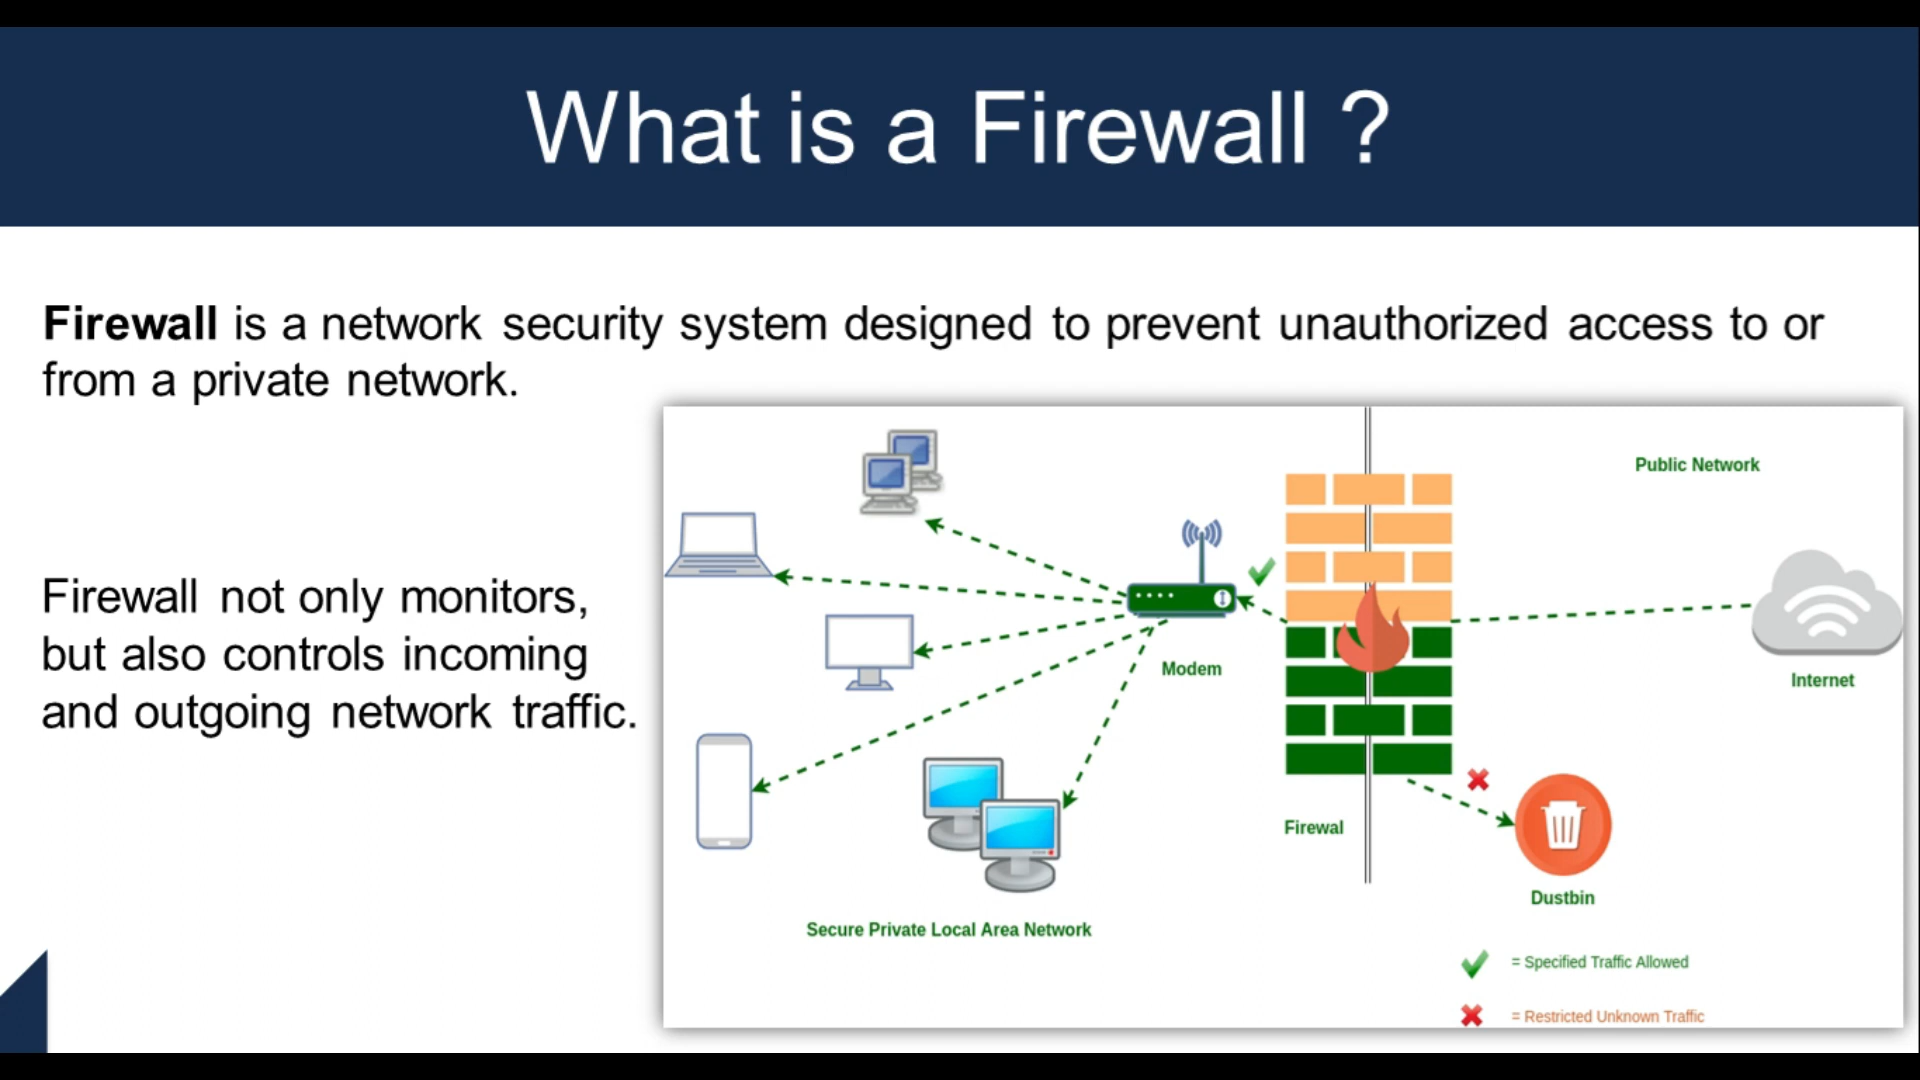 What is a Firewall ?
Firewall is a network security system designed to prevent unauthorized access to or
from a private network.
Firewall not only monitors,
but also controls incoming
and outgoing network traffic.
Public Network
Modem
Internet
Firewal
Dustbin
Secure Private Local Area Network
= Specified Traffic Allowed
= Restricted Unknown Traffic